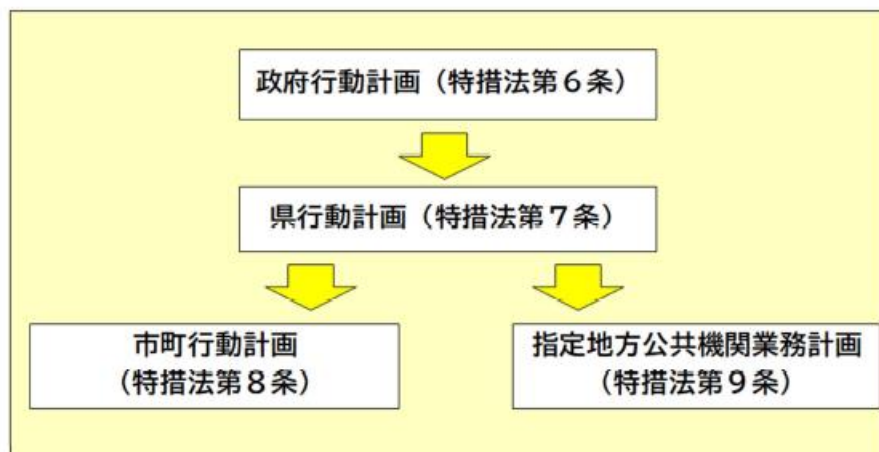 政府行動計画（特措法第６条）
県行動計画（特措法第７条）
市町行動計画
（特措法第８条）
指定地方公共機関業務計画
（特措法第９条）